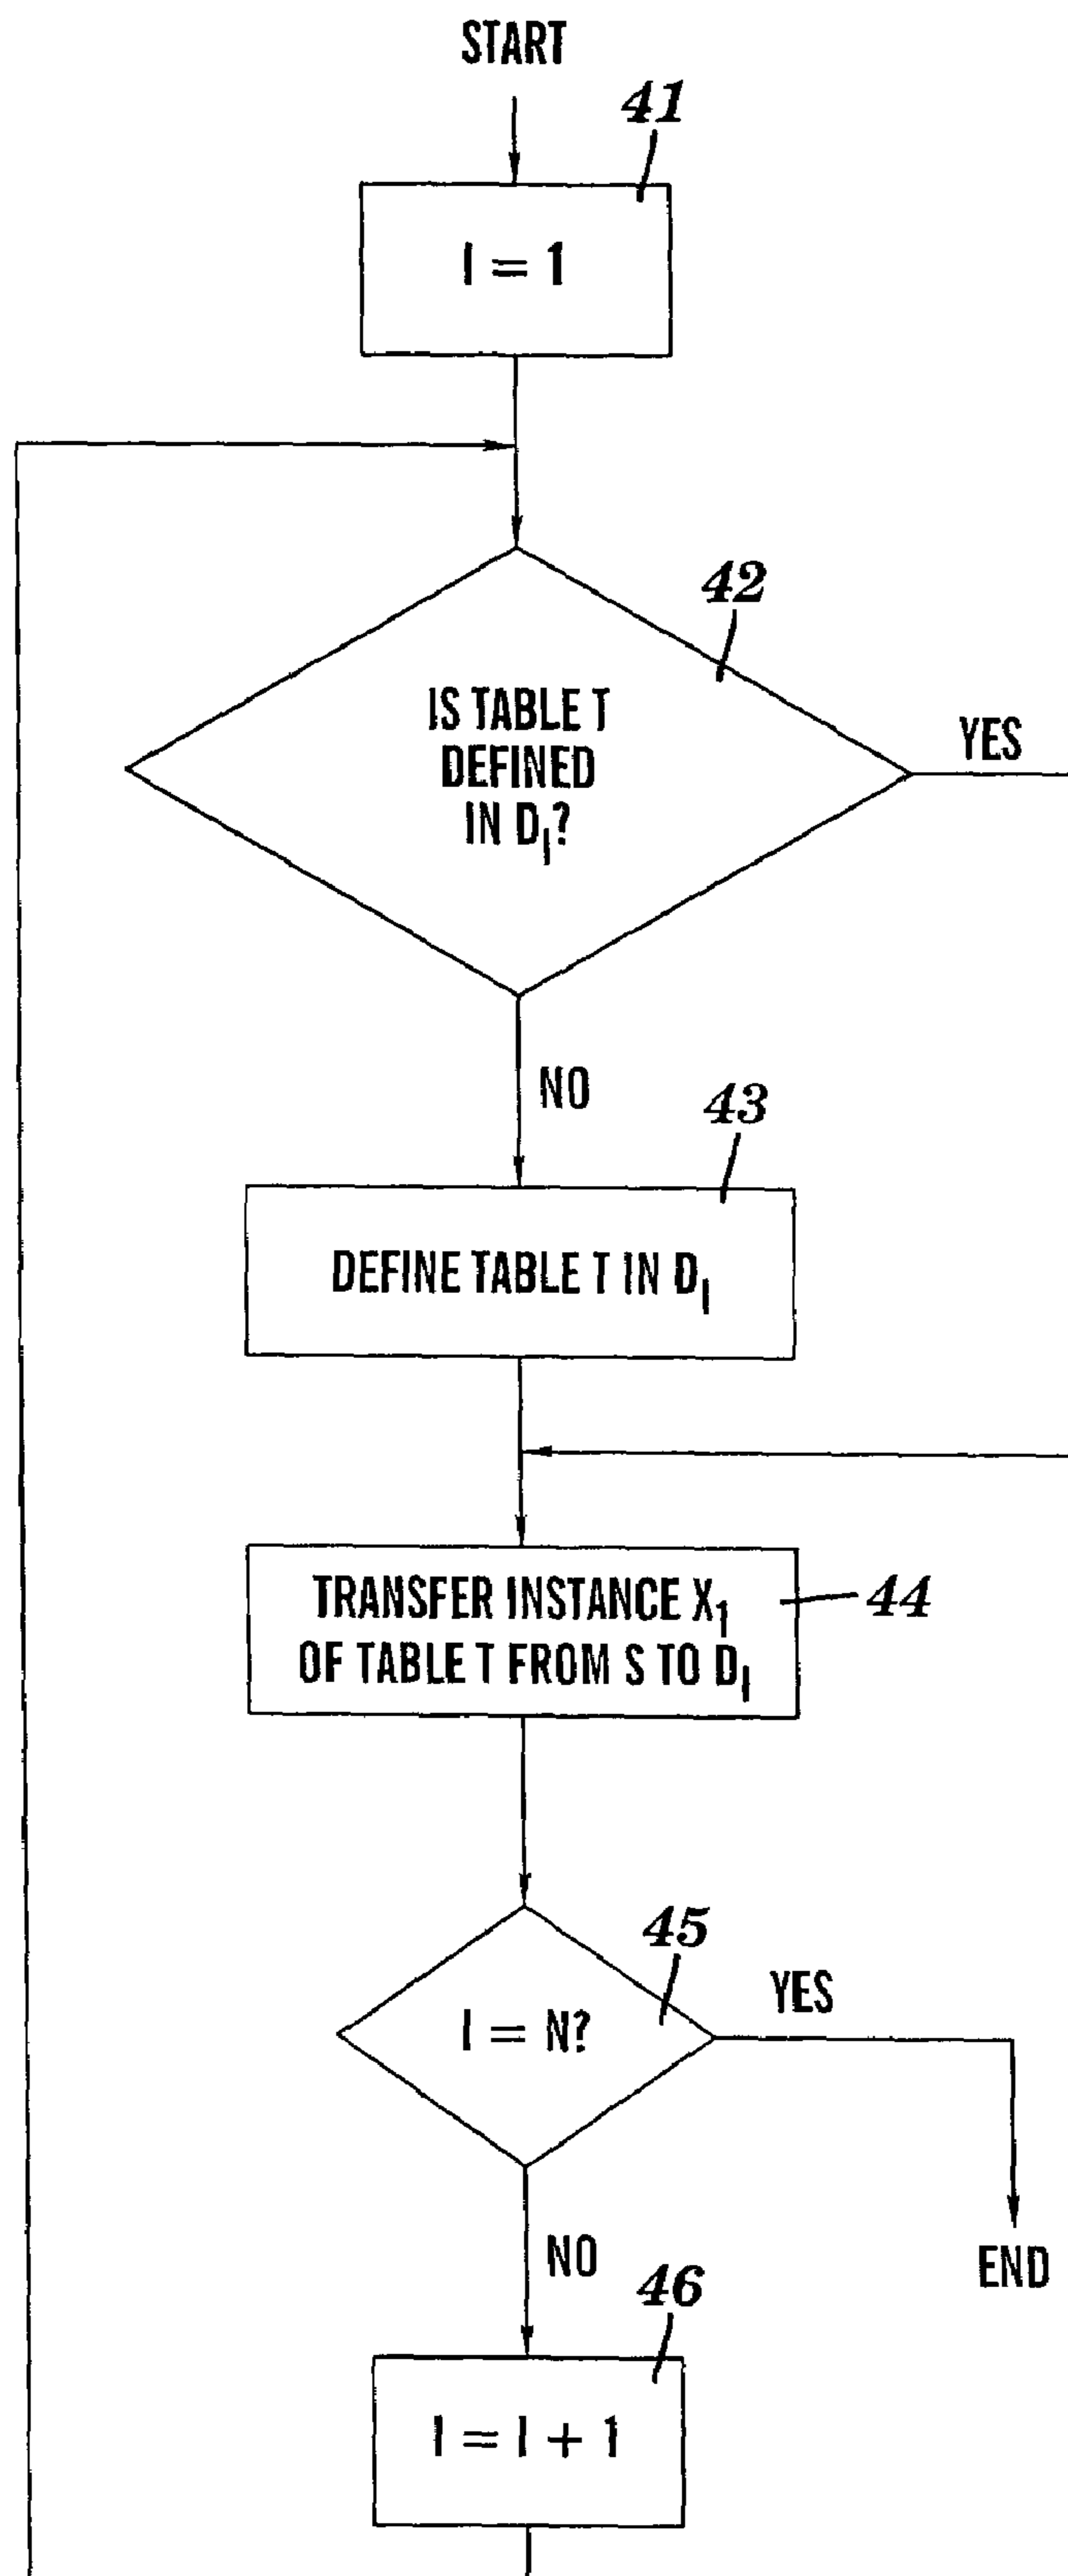 START
41
I = 1
42
IS TABLE T
DEFINED
IN D_I?
YES
NO
43
DEFINE TABLE T IN D_I
TRANSFER INSTANCE X_1
OF TABLE T FROM S TO D_I
44
45
I = N?
YES
NO
END
46
I = I + 1